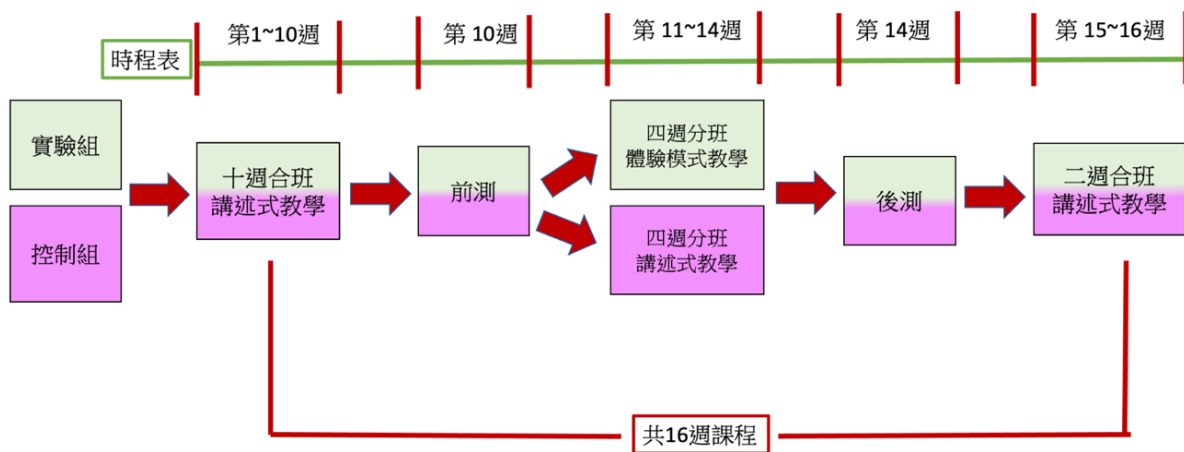 時程表
第1~10週
第 10週
第 11~14週
第 14週
第 15~16週
實驗組
控制組
十週合班
講述式教學
前測
四週分班
體驗模式教學
四週分班
講述式教學
後測
二週合班
講述式教學
共16週課程